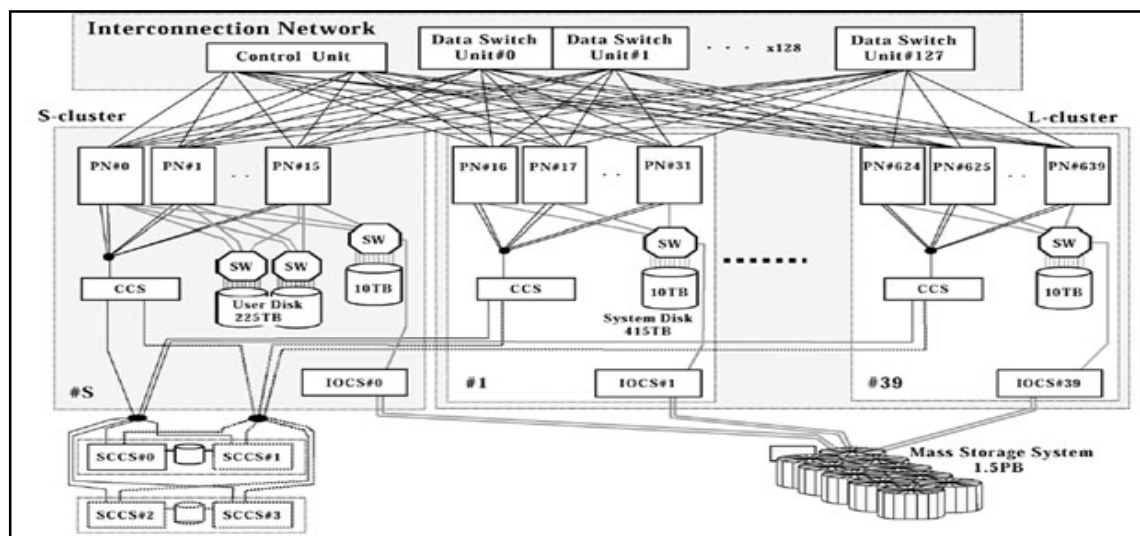 Interconnection Network
Control Unit
Data Switch
Unit#0
Data Switch
Unit#1
· · · · x128
Data Switch
Unit#127
S-cluster
L-cluster
PN#0
PN#1
· ·
PN#15
PN#16
PN#17
· ·
PN#31
PN#624
PN#625
· ·
PN#639
SW
SW
SW
SW
SW
CCS
User Disk
225TB
10TB
CCS
10TB
System Disk
415TB
CCS
10TB
#S
IOCS#0
#1
IOCS#1
#39
IOCS#39
SCCS#0
SCCS#1
SCCS#2
SCCS#3
Mass Storage System
1.5PB